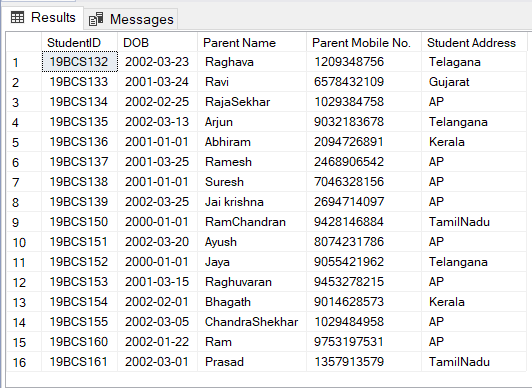 Results Messages
StudentID DOB Parent Name Parent Mobile No. Student Address
1 19BCS132 2002-03-23 Raghava 1209348756 Telagana
2 19BCS133 2001-03-24 Ravi 6578432109 Gujarat
3 19BCS134 2002-02-25 RajaSekhar 1029384758 AP
4 19BCS135 2002-03-13 Arjun 9032183678 Telangana
5 19BCS136 2001-01-01 Abhiram 2094726891 Kerala
6 19BCS137 2001-03-25 Ramesh 2468906542 AP
7 19BCS138 2001-01-01 Suresh 7046328156 AP
8 19BCS139 2002-03-25 Jai krishna 2694714097 AP
9 19BCS150 2000-01-01 RamChandran 9428146884 TamilNadu
10 19BCS151 2002-03-20 Ayush 8074231786 AP
11 19BCS152 2000-01-01 Jaya 9055421962 Telangana
12 19BCS153 2001-03-15 Raghuvaran 9453278215 AP
13 19BCS154 2002-02-01 Bhagath 9014628573 Kerala
14 19BCS155 2002-03-05 ChandraShekhar 1029484958 AP
15 19BCS160 2002-01-22 Ram 9753197531 AP
16 19BCS161 2002-03-01 Prasad 1357913579 TamilNadu